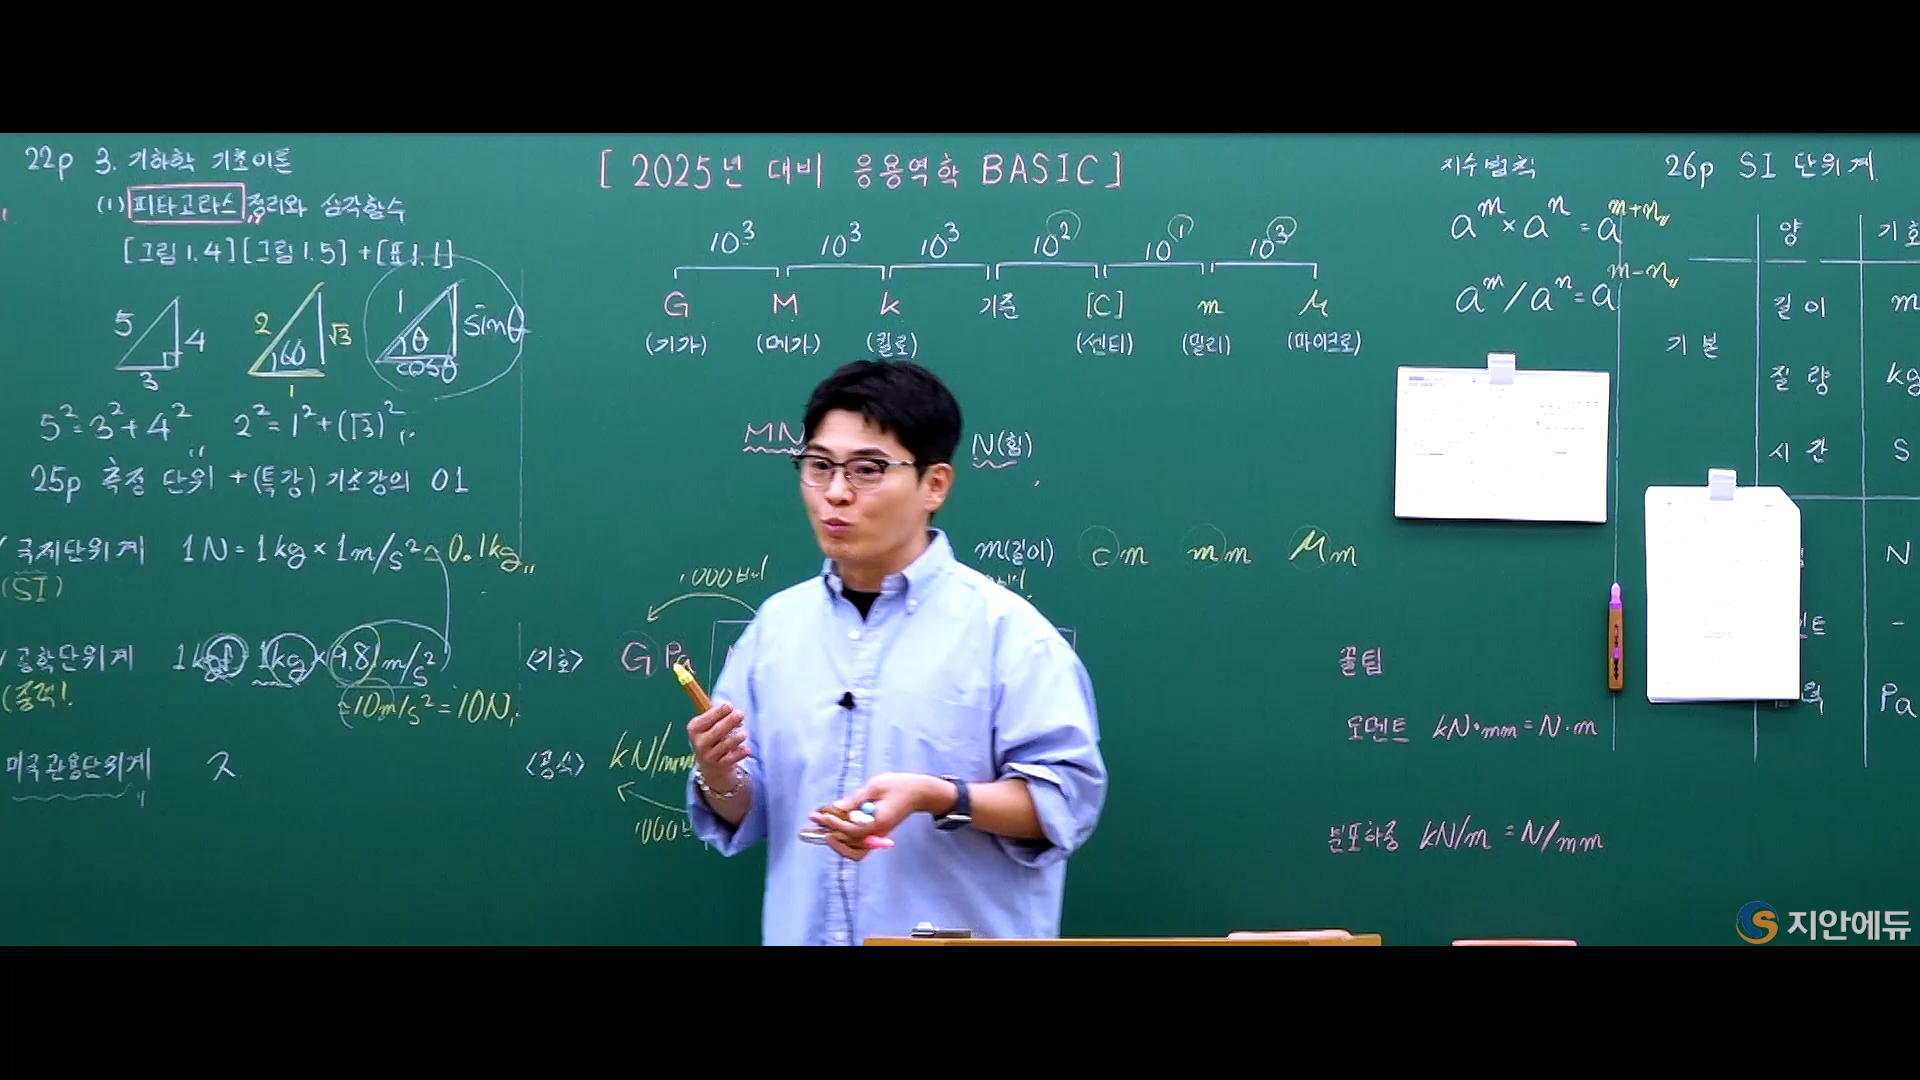 22p 3. 기하학 기초이론
(1) 피타고라스 정리와 삼각함수
[그림 1.4] [그림 1.5] + [표 1.1]
5 4 3
2 √3 60 1
1 θ sinθ cosθ
5² = 3² + 4² 2² = 1² + (√3)²
25p 측정 단위 + (특강) 기초강의 01
국제단위계 1N = 1kg × 1m/s² ≒ 0.1kg
(SI)
공학단위계 1kgf 1kg × 9.8 m/s²
(중력!
≒10m/s² = 10N
미국관용단위계
[ 2025년 대비 응용역학 BASIC ]
10³ 10³ 10³ 10² 10¹ 10³
G M k 기준 [C] m μ
(기가) (메가) (킬로) (센티) (밀리) (마이크로)
MN N(힘)
m(길이) cm mm μm
1000배
<기호> GPa
<공식> kN/mm
1000
지수법칙
aᵐ × aⁿ = aᵐ⁺ⁿ
aᵐ / aⁿ = aᵐ⁻ⁿ
꿀팁
모멘트 kN·mm = N·m
분포하중 kN/m = N/mm
26p SI 단위계
양 기호
기본 길이 m
질량 kg
시간 S
N
-
Pa
지안에듀